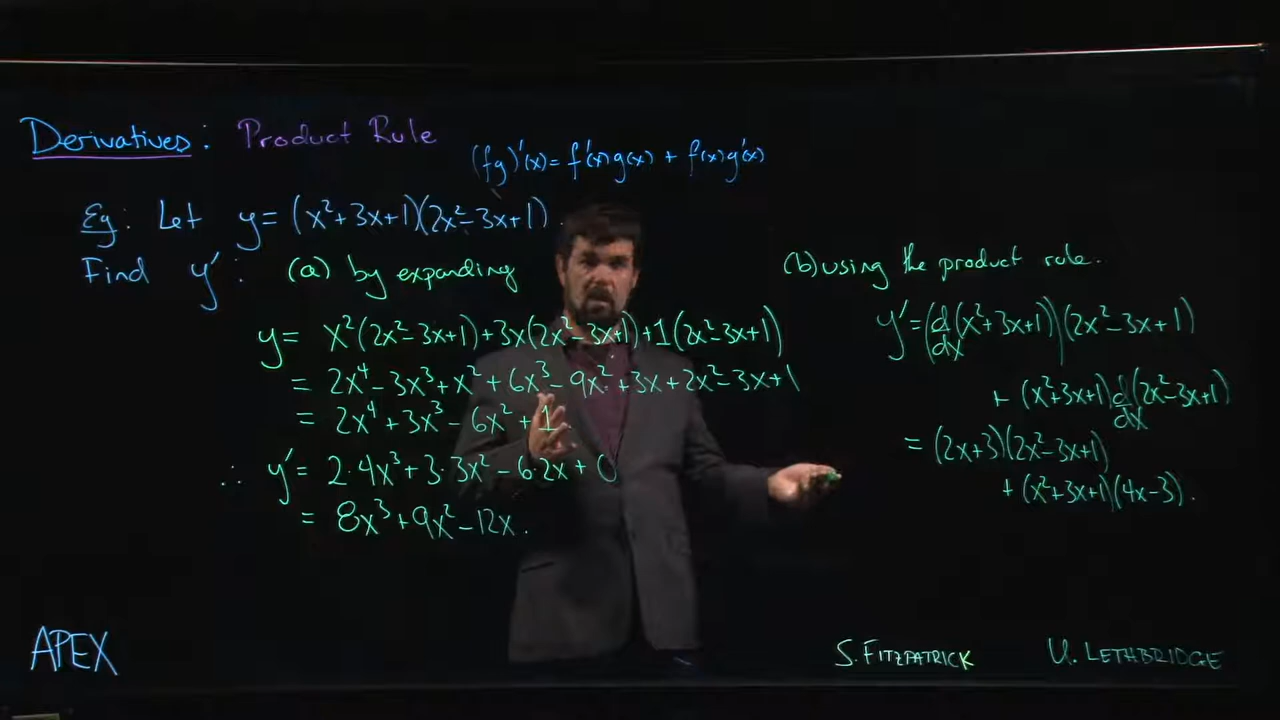 Derivatives: Product Rule
(fg)'(x) = f'(x)g(x) + f(x)g'(x)
Eg: Let y = (x²+3x+1)(2x²-3x+1).
Find y': (a) by expanding
y = x²(2x²-3x+1)+3x(2x²-3x+1)+1(2x²-3x+1)
= 2x⁴-3x³+x²+6x³-9x²+3x+2x²-3x+1
= 2x⁴+3x³-6x²+1
∴ y' = 2·4x³+3·3x²-6·2x+0
= 8x³+9x²-12x.
(b) using the product rule.
y' = (d/dx(x²+3x+1))(2x²-3x+1)
+ (x²+3x+1)d/dx(2x²-3x+1)
= (2x+3)(2x²-3x+1)
+ (x²+3x+1)(4x-3).
APEX
S. FITZPATRICK
U. LETHBRIDGE